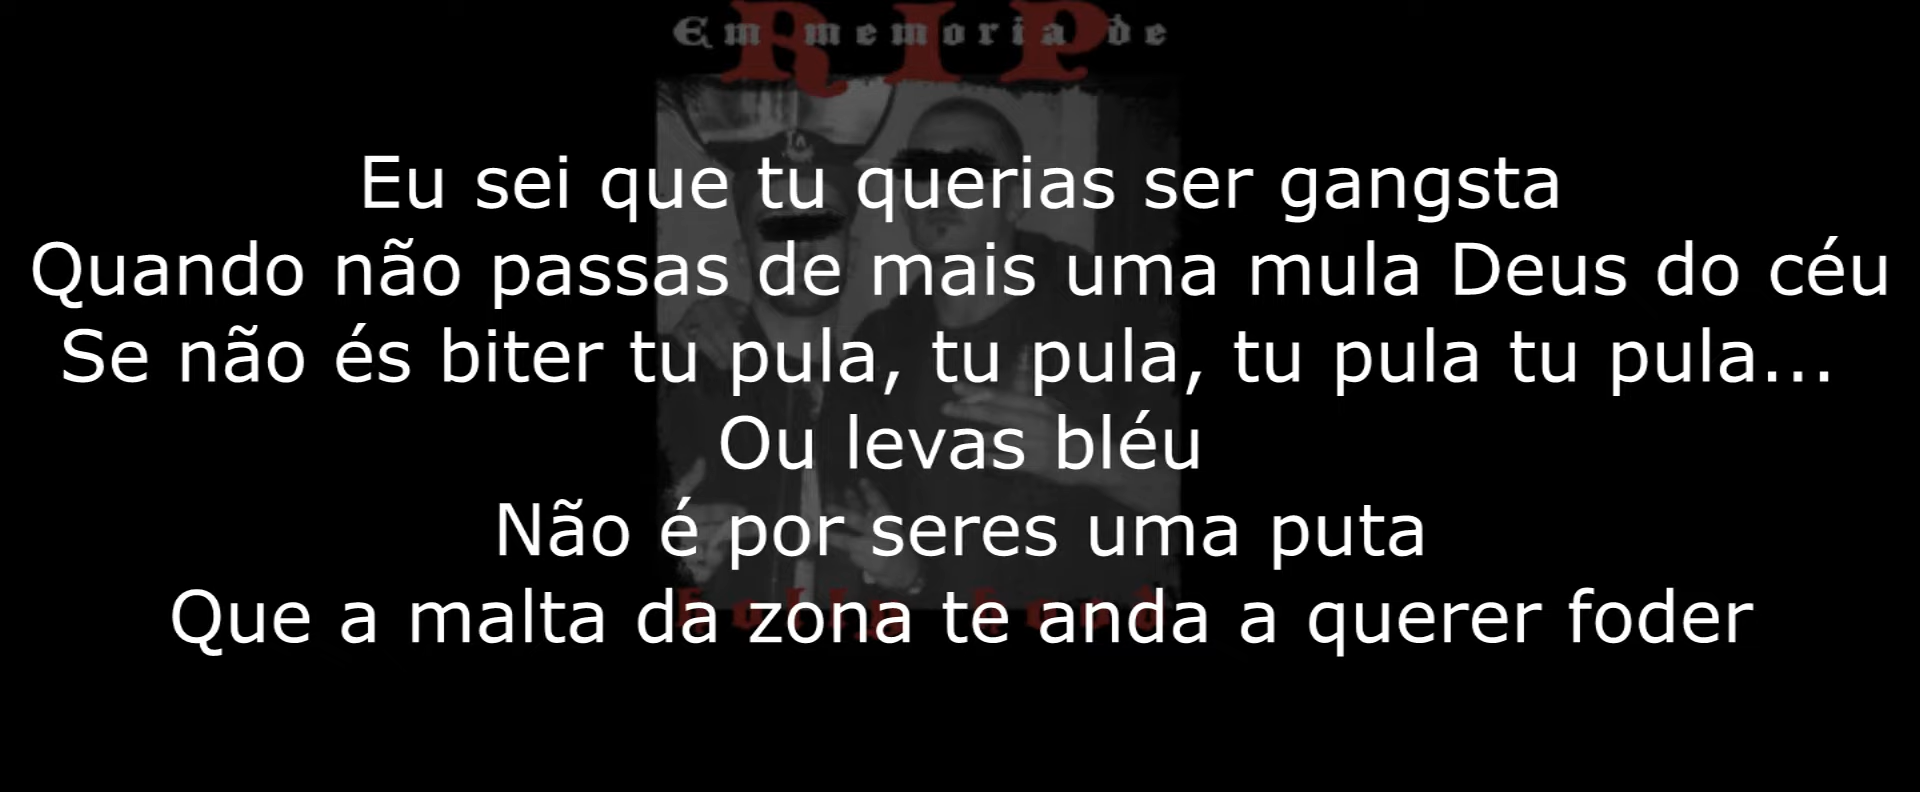 Em memoria de
RIP
Eu sei que tu querias ser gangsta
Quando não passas de mais uma mula Deus do céu
Se não és biter tu pula, tu pula, tu pula tu pula...
Ou levas bléu
Não é por seres uma puta
Que a malta da zona te anda a querer foder